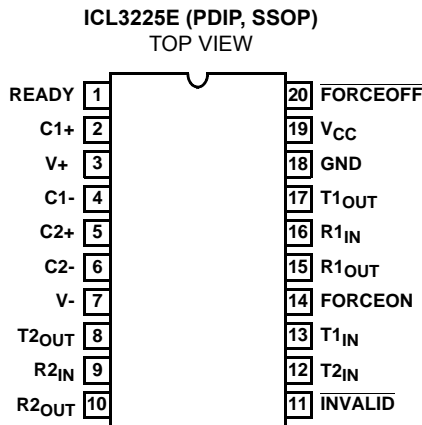 ICL3225E (PDIP, SSOP)
TOP VIEW
READY 1 20 FORCEOFF
C1+ 2 19 VCC
V+ 3 18 GND
C1- 4 17 T1OUT
C2+ 5 16 R1IN
C2- 6 15 R1OUT
V- 7 14 FORCEON
T2OUT 8 13 T1IN
R2IN 9 12 T2IN
R2OUT 10 11 INVALID